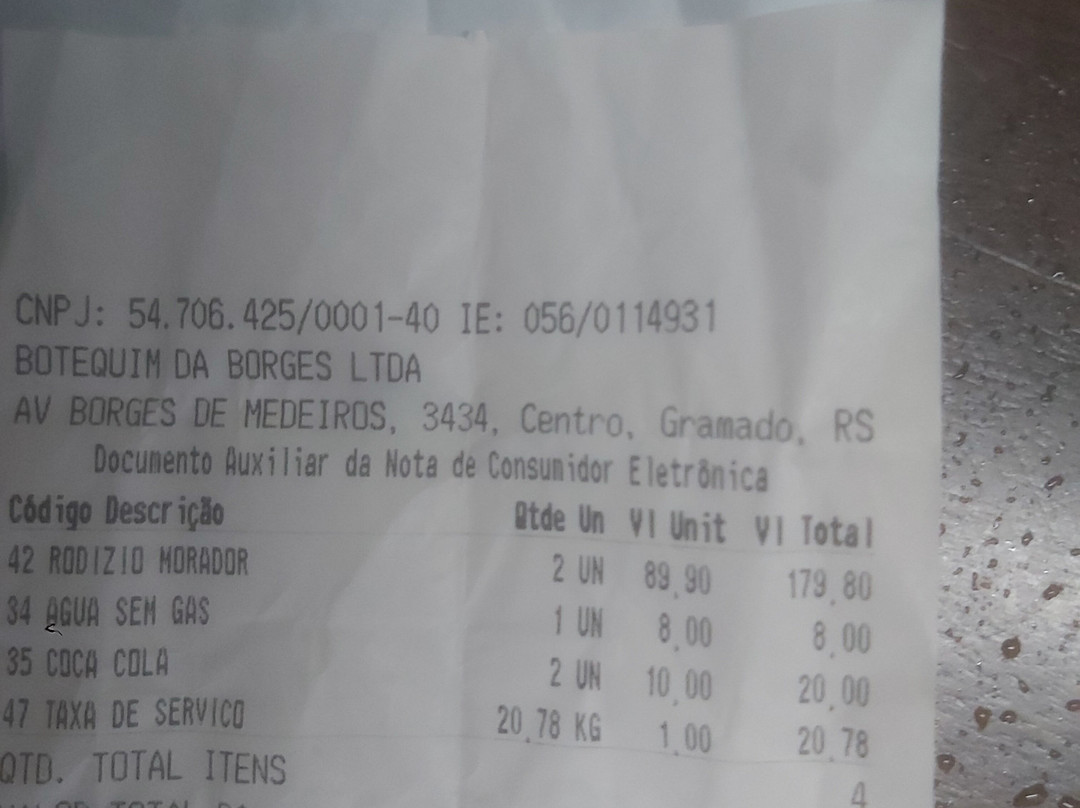 CNPJ: 54.706.425/0001-40 IE: 056/0114931
BOTEQUIM DA BORGES LTDA
AV BORGES DE MEDEIROS, 3434, Centro, Gramado, RS
Documento Auxiliar da Nota de Consumidor Eletrônica
Código Descrição Qtde Un Vl Unit Vl Total
42 RODIZIO MORADOR 2 UN 89,90 179,80
34 AGUA SEM GAS 1 UN 8,00 8,00
35 COCA COLA 2 UN 10,00 20,00
47 TAXA DE SERVICO 20,78 KG 1,00 20,78
QTD. TOTAL ITENS 4